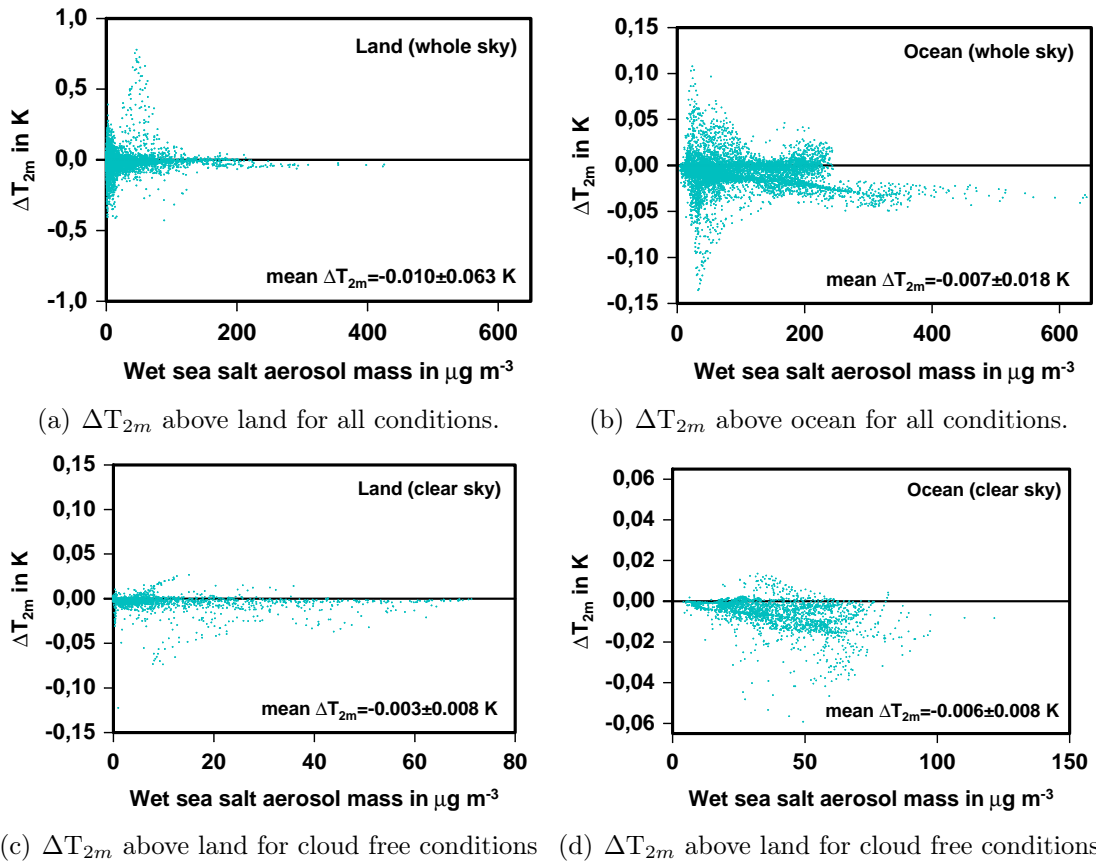 1,0
0,5
0,0
-0,5
-1,0
ΔT2m in K
Land (whole sky)
mean ΔT2m=-0.010±0.063 K
0 200 400 600
Wet sea salt aerosol mass in μg m-3
(a) ΔT2m above land for all conditions.
0,15
0,10
0,05
0,00
-0,05
-0,10
-0,15
ΔT2m in K
Ocean (whole sky)
mean ΔT2m=-0.007±0.018 K
0 200 400 600
Wet sea salt aerosol mass in μg m-3
(b) ΔT2m above ocean for all conditions.
0,15
0,10
0,05
0,00
-0,05
-0,10
-0,15
ΔT2m in K
Land (clear sky)
mean ΔT2m=-0.003±0.008 K
0 20 40 60 80
Wet sea salt aerosol mass in μg m-3
(c) ΔT2m above land for cloud free conditions
0,06
0,04
0,02
0,00
-0,02
-0,04
-0,06
ΔT2m in K
Ocean (clear sky)
mean ΔT2m=-0.006±0.008 K
0 50 100 150
Wet sea salt aerosol mass in μg m-3
(d) ΔT2m above land for cloud free conditions